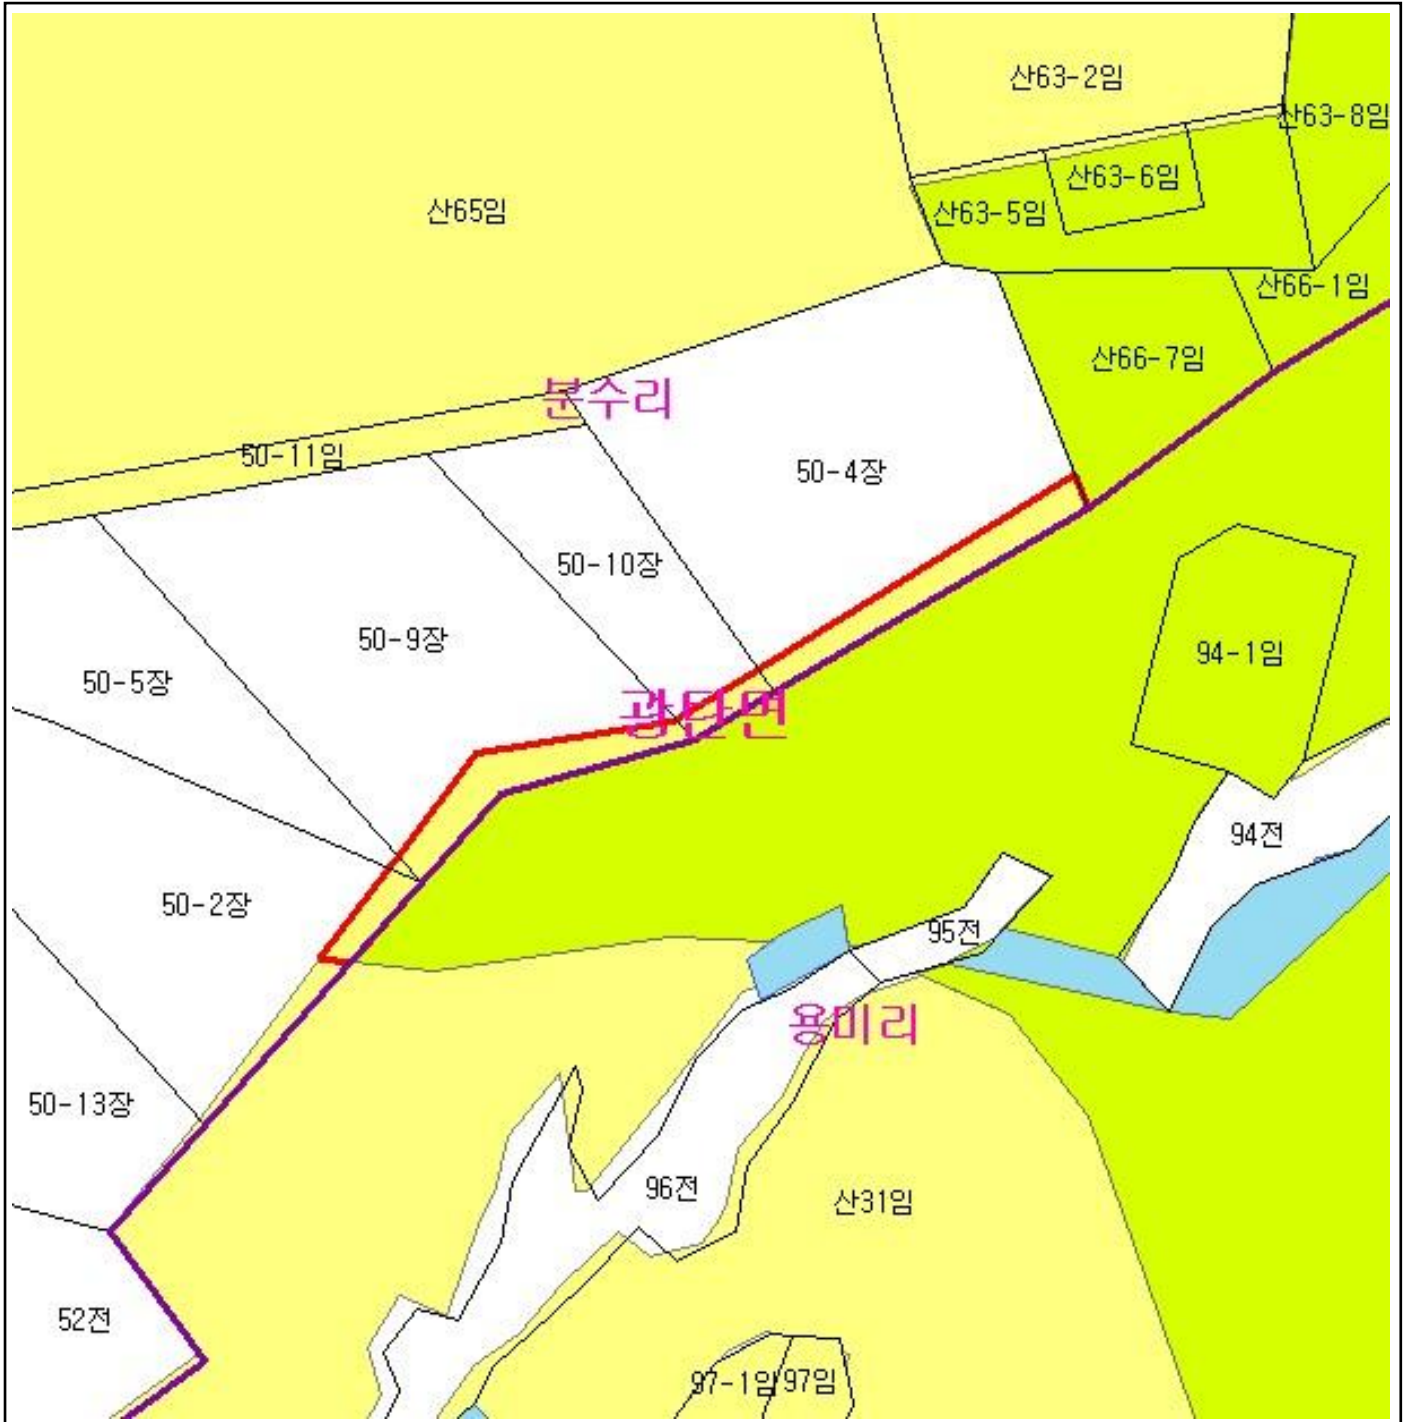 산63-2임
산63-8임
산63-6임
산65임
산63-5임
산66-1임
산66-7임
분수리
50-11임
50-4장
50-10장
50-9장
94-1임
50-5장
광탄면
94전
50-2장
95전
용미리
50-13장
96전
산31임
52전
97-1임
97임